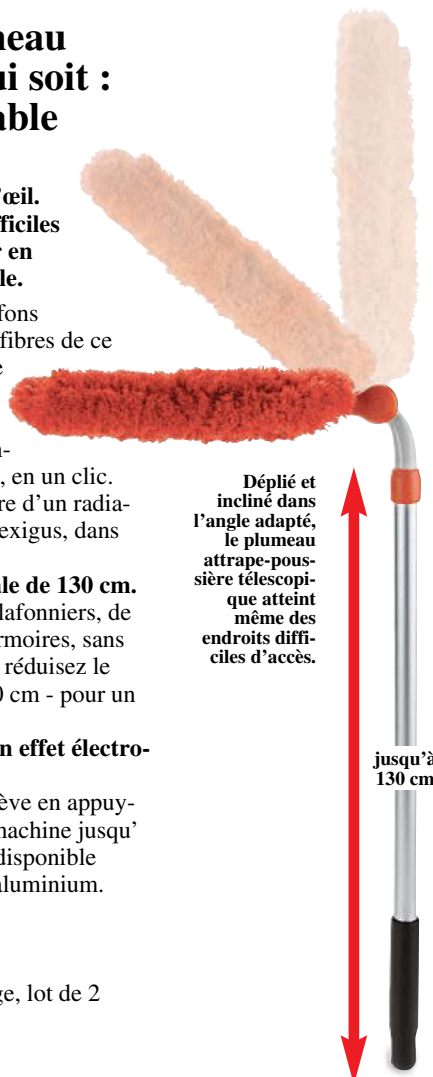 neau
ui soit :
able
'œil.
fficiles
r en
le.
fons
fibres de ce
e
n-
, en un clic.
re d'un radia-
exigus, dans
ale de 130 cm.
lafonniers, de
rmoires, sans
réduisez le
0 cm - pour un
n effet électro-
ève en appuy-
machine jusqu'
disponible
aluminium.
ge, lot de 2
Déplié et
incliné dans
l'angle adapté,
le plumeau
attrape-pous-
sière télescopi-
que atteint
même des
endroits diffi-
ciles d'accès.
jusqu'à
130 cm